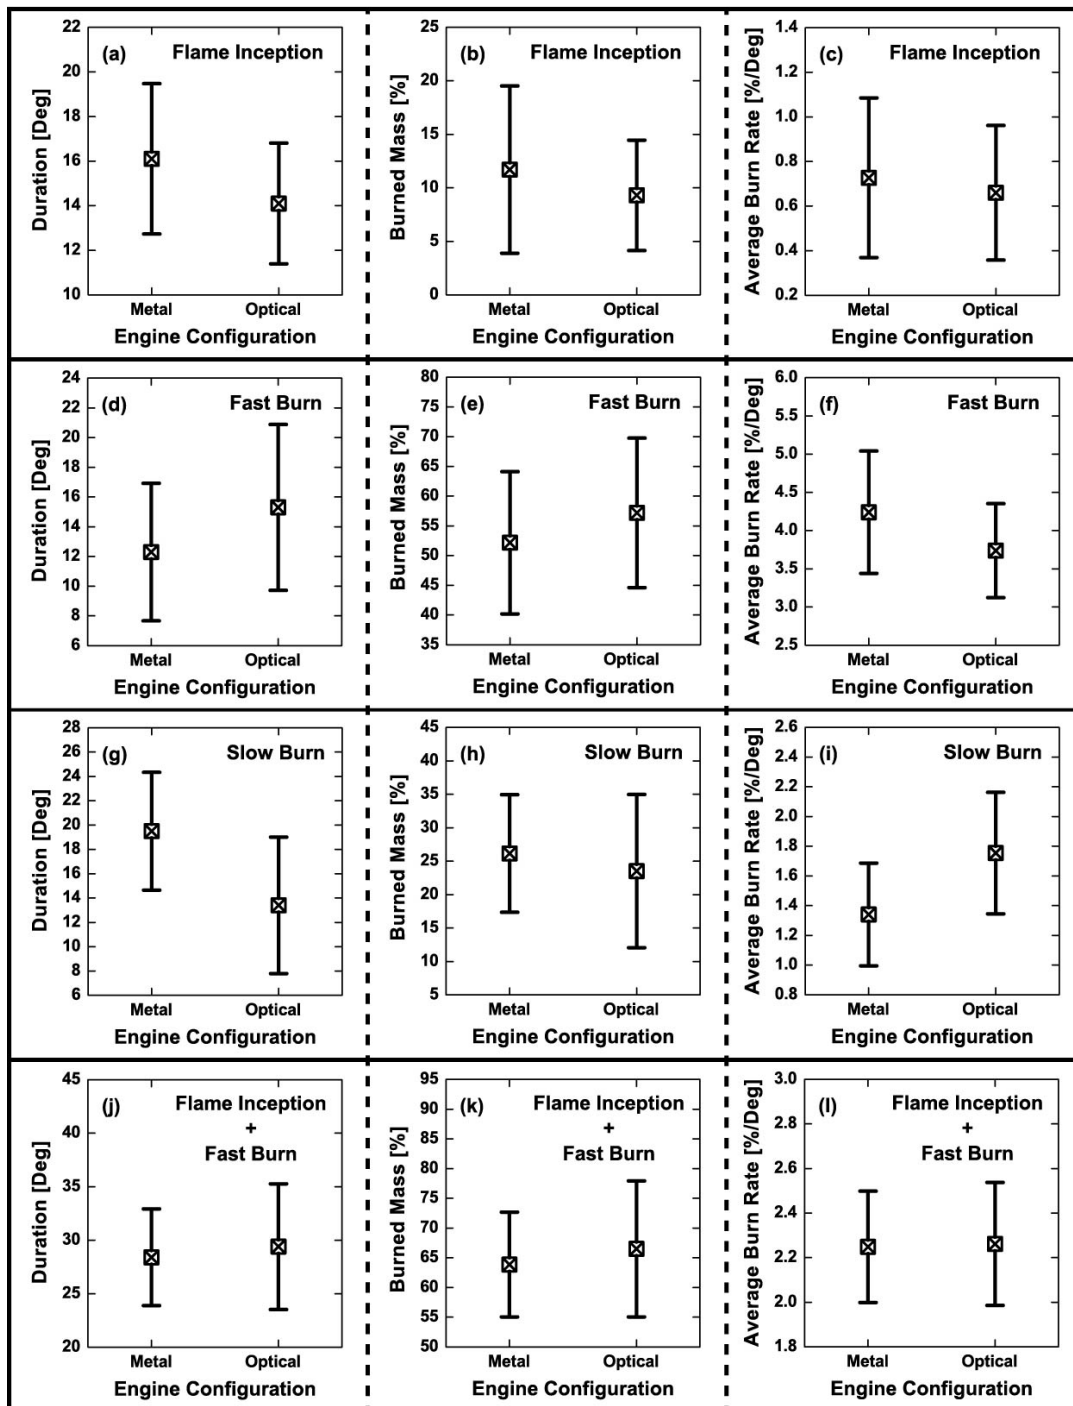 (a) Flame Inception
Duration [Deg]
22
20
18
16
14
12
10
Metal Optical
Engine Configuration
(b) Flame Inception
Burned Mass [%]
25
20
15
10
5
0
Metal Optical
Engine Configuration
(c) Flame Inception
Average Burn Rate [%/Deg]
1.4
1.2
1.0
0.8
0.6
0.4
0.2
Metal Optical
Engine Configuration
(d) Fast Burn
Duration [Deg]
24
22
20
18
16
14
12
10
8
6
Metal Optical
Engine Configuration
(e) Fast Burn
Burned Mass [%]
80
75
70
65
60
55
50
45
40
35
Metal Optical
Engine Configuration
(f) Fast Burn
Average Burn Rate [%/Deg]
6.0
5.5
5.0
4.5
4.0
3.5
3.0
2.5
Metal Optical
Engine Configuration
(g) Slow Burn
Duration [Deg]
28
26
24
22
20
18
16
14
12
10
8
6
Metal Optical
Engine Configuration
(h) Slow Burn
Burned Mass [%]
45
40
35
30
25
20
15
10
5
Metal Optical
Engine Configuration
(i) Slow Burn
Average Burn Rate [%/Deg]
2.6
2.4
2.2
2.0
1.8
1.6
1.4
1.2
1.0
0.8
Metal Optical
Engine Configuration
(j) Flame Inception
+
Fast Burn
Duration [Deg]
45
40
35
30
25
20
Metal Optical
Engine Configuration
(k) Flame Inception
+
Fast Burn
Burned Mass [%]
95
90
85
80
75
70
65
60
55
50
Metal Optical
Engine Configuration
(l) Flame Inception
+
Fast Burn
Average Burn Rate [%/Deg]
3.0
2.8
2.6
2.4
2.2
2.0
1.8
Metal Optical
Engine Configuration